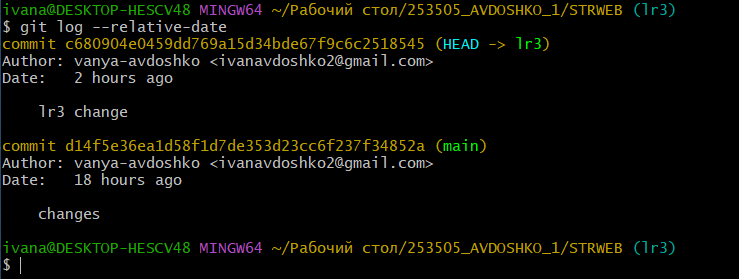 ivana@DESKTOP-HESCV48 MINGW64 ~/Рабочий стол/253505_AVDOSHKO_1/STRWEB (lr3)
$ git log --relative-date
commit c680904e0459dd769a15d34bde67f9c6c2518545 (HEAD -> lr3)
Author: vanya-avdoshko <ivanavdoshko2@gmail.com>
Date:   2 hours ago
    lr3 change
commit d14f5e36ea1d58f1d7de353d23cc6f237f34852a (main)
Author: vanya-avdoshko <ivanavdoshko2@gmail.com>
Date:   18 hours ago
    changes
ivana@DESKTOP-HESCV48 MINGW64 ~/Рабочий стол/253505_AVDOSHKO_1/STRWEB (lr3)
$